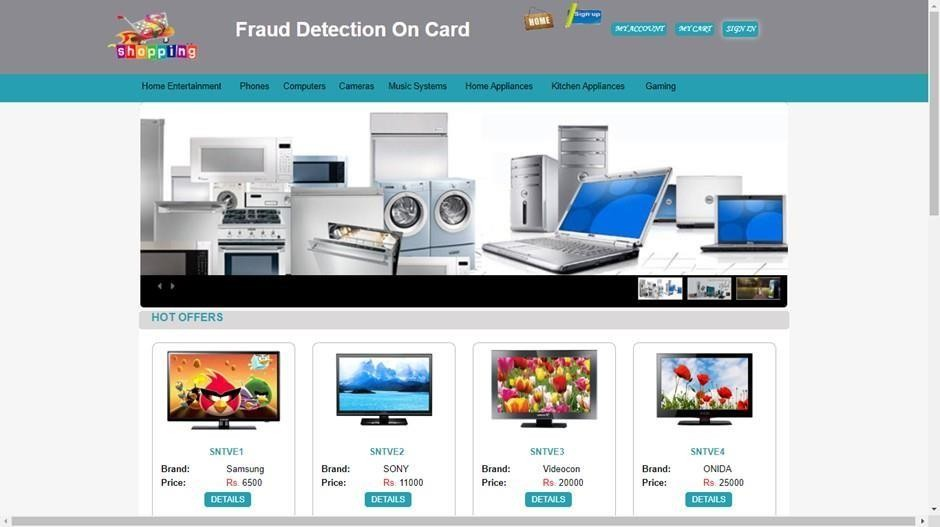 shopping
Fraud Detection On Card
HOME
Sign up
MY ACCOUNT
MY CART
SIGN IN
Home Entertainment Phones Computers Cameras Music Systems Home Appliances Kitchen Appliances Gaming
HOT OFFERS
SNTVE1 SNTVE2 SNTVE3 SNTVE4
Brand: Samsung Brand: SONY Brand: Videocon Brand: ONIDA
Price: Rs. 6500 Price: Rs. 11000 Price: Rs. 20000 Price: Rs. 25000
DETAILS DETAILS DETAILS DETAILS